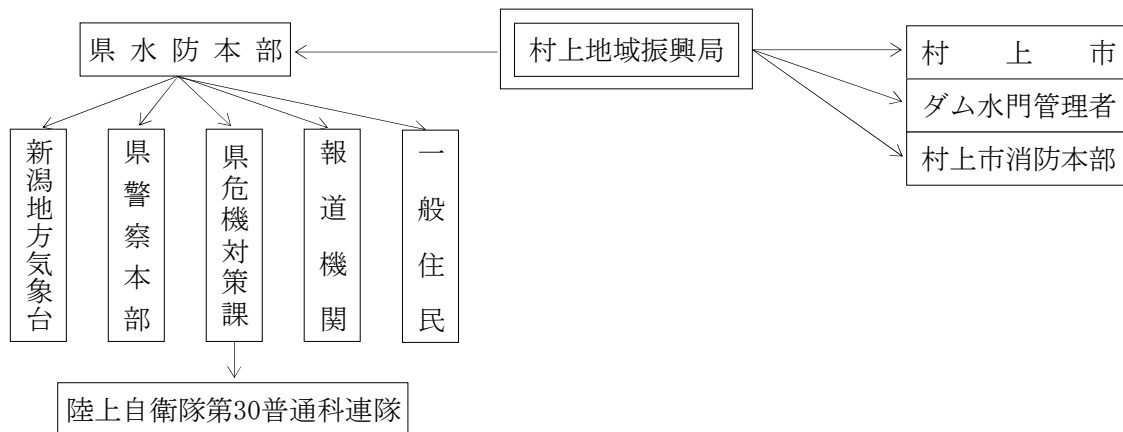 県水防本部
村上地域振興局
村上市
ダム水門管理者
村上市消防本部
新潟地方気象台
県警察本部
県危機対策課
報道機関
一般住民
陸上自衛隊第30普通科連隊